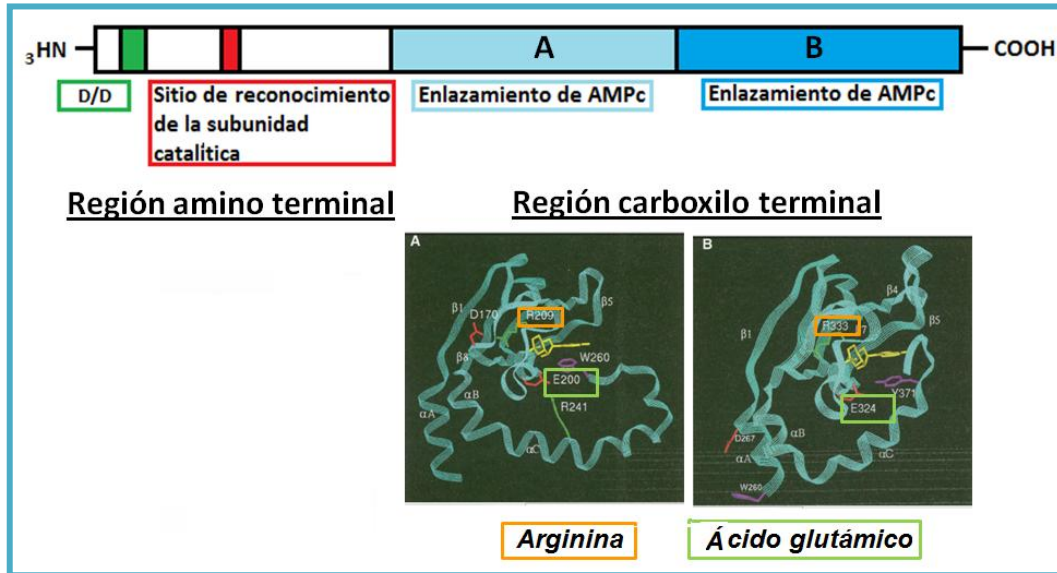 A B
₃HN COOH
D/D
Sitio de reconocimiento
de la subunidad
catalítica
Enlazamiento de AMPc
Enlazamiento de AMPc
Región amino terminal
Región carboxilo terminal
A
β1
D170
R209
β5
β8
W260
E200
αB
R241
αA
αC
B
β4
β1
R333
β7
β5
Y371
E324
αB
D267
αA
αC
W260
Arginina
Ácido glutámico